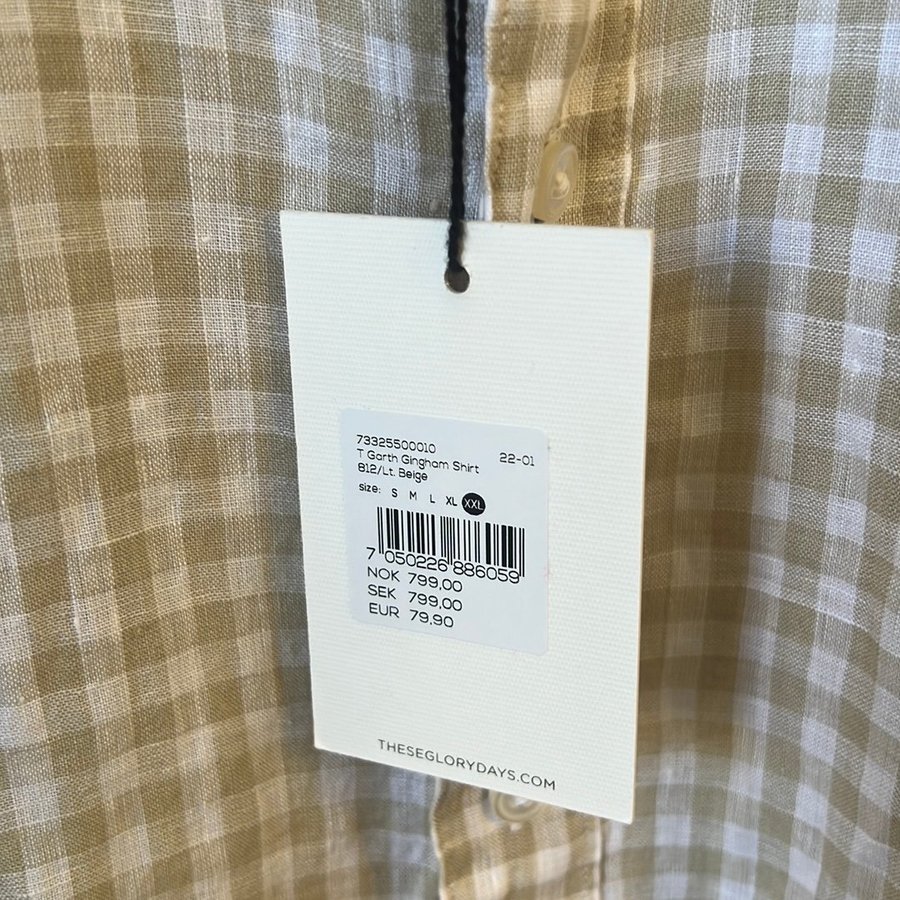 73325500010
T Garth Gingham Shirt 22-01
812/Lt. Beige
size: S M L XL XXL
7 050226 886059
NOK 799,00
SEK 799,00
EUR 79,90
THESEGLORYDAYS.COM